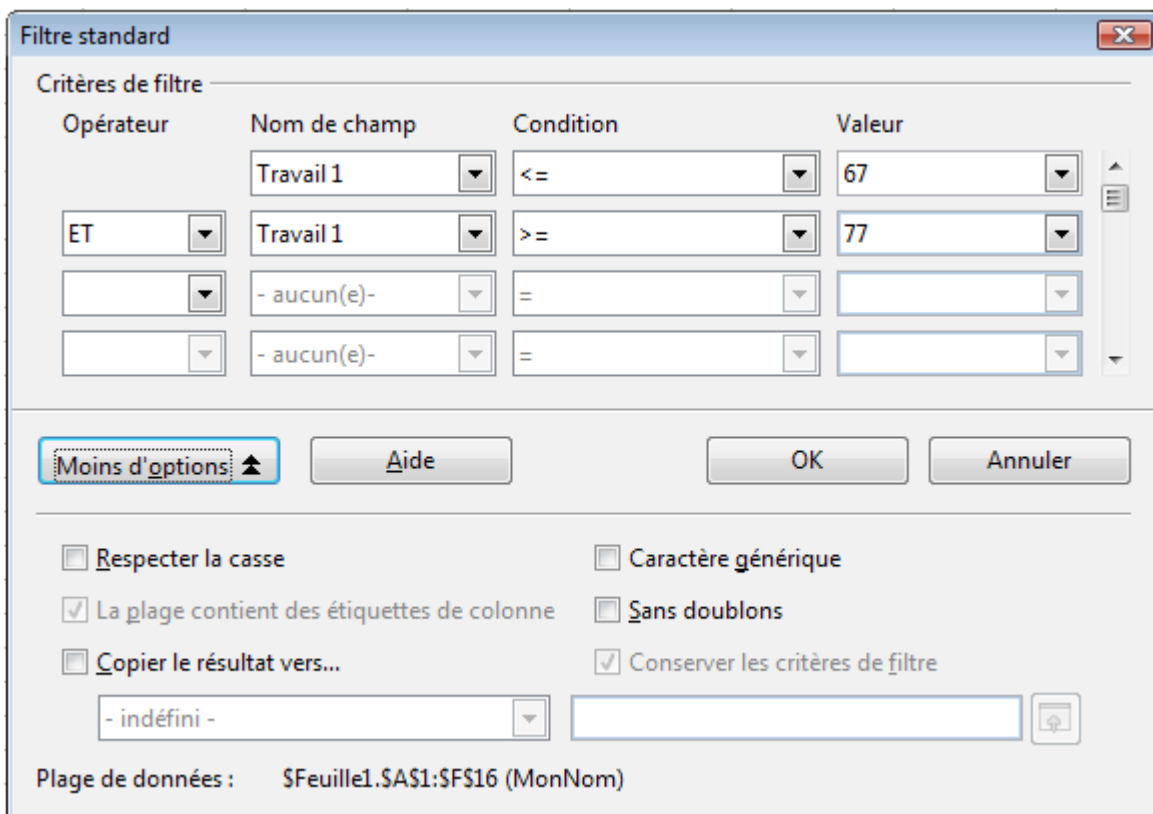 Filtre standard
Critères de filtre
Opérateur Nom de champ Condition Valeur
Travail 1 <= 67
ET Travail 1 >= 77
- aucun(e)- =
- aucun(e)- =
Moins d'options Aide OK Annuler
Respecter la casse Caractère générique
La plage contient des étiquettes de colonne Sans doublons
Copier le résultat vers... Conserver les critères de filtre
- indéfini -
Plage de données : $Feuille1.$A$1:$F$16 (MonNom)